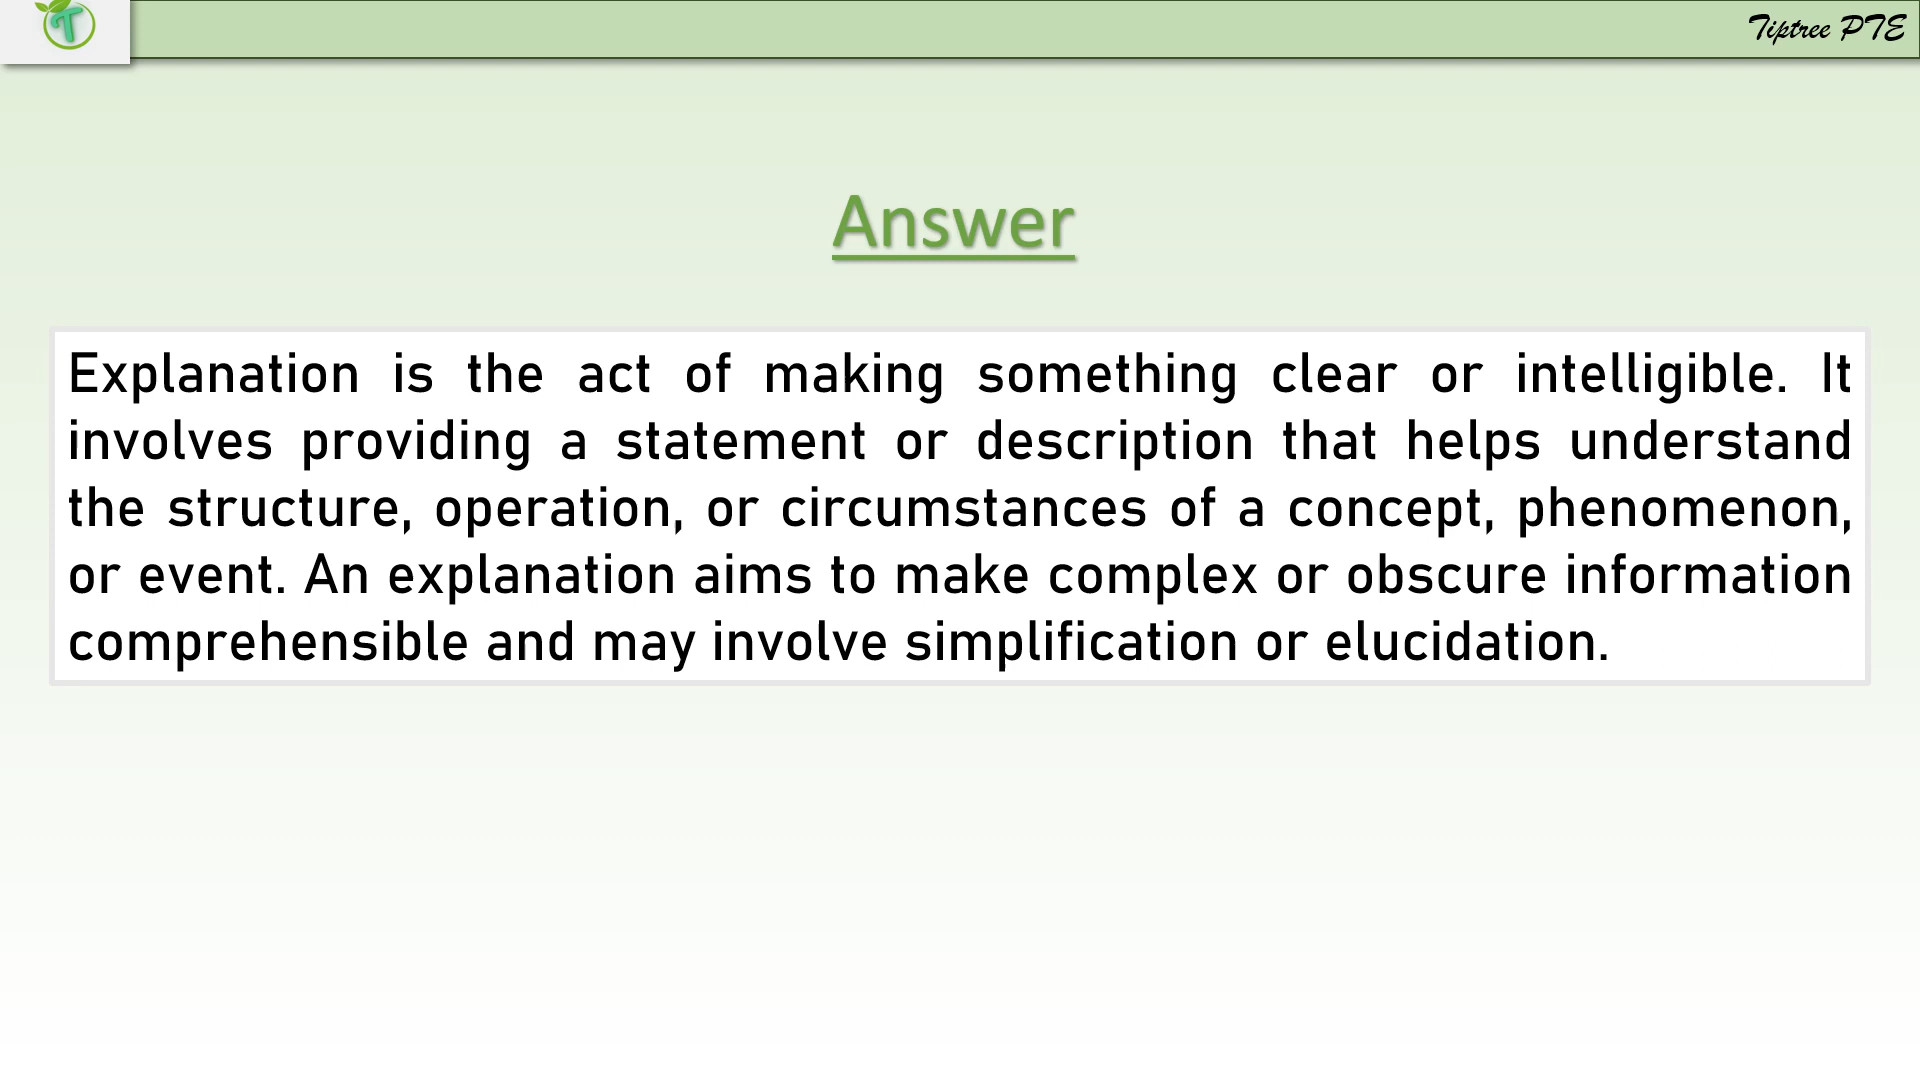 T
Tiptree PTE
Answer
Explanation is the act of making something clear or intelligible. It
involves providing a statement or description that helps understand
the structure, operation, or circumstances of a concept, phenomenon,
or event. An explanation aims to make complex or obscure information
comprehensible and may involve simplification or elucidation.